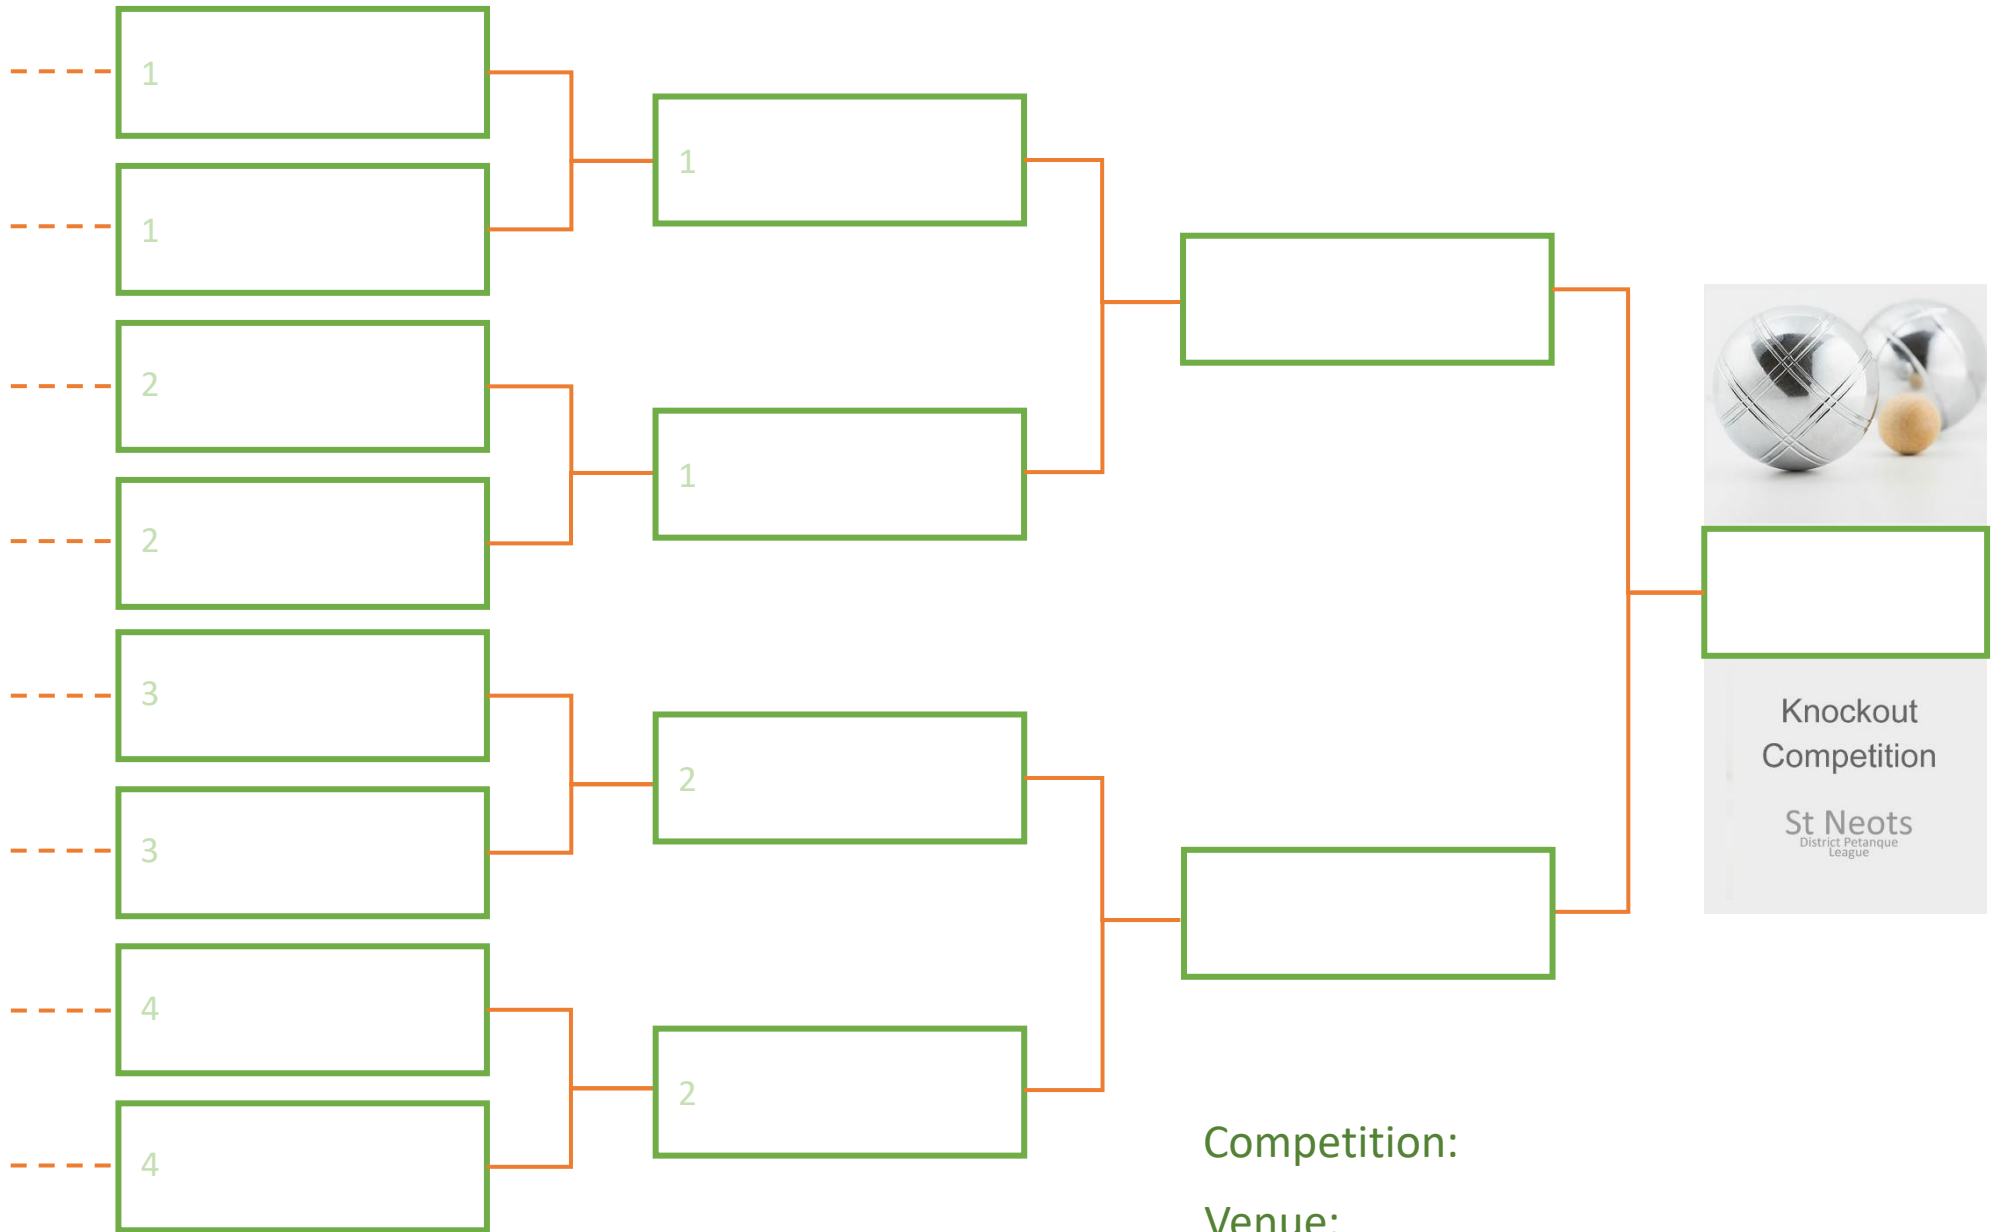 1
1
2
2
3
3
4
4
1
1
2
2
Knockout
Competition
St Neots
District Petanque
League
Competition:
Venue: